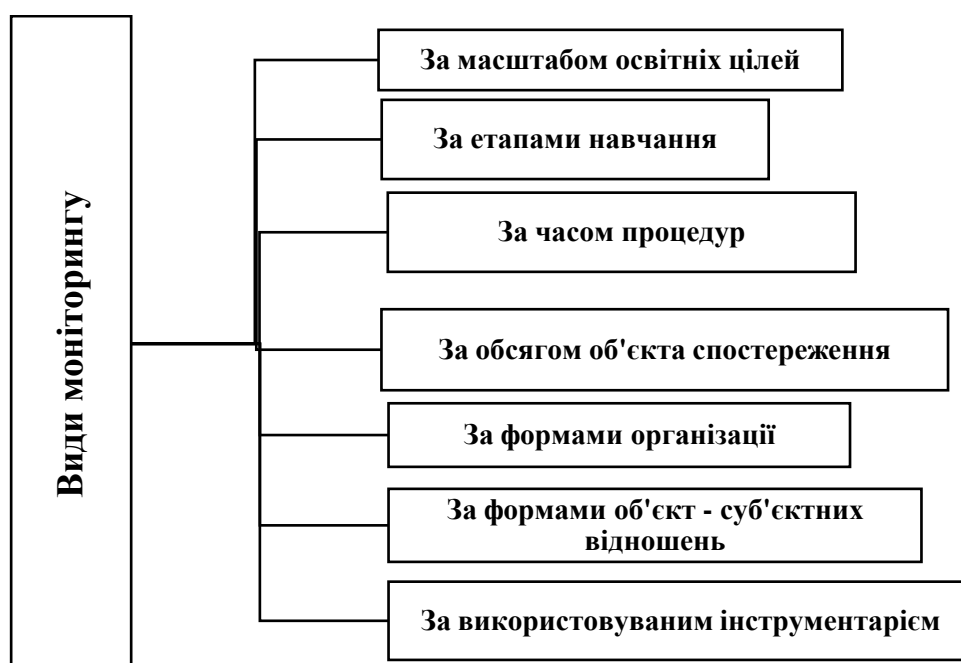 Види моніторингу
За масштабом освітніх цілей
За етапами навчання
За часом процедур
За обсягом об'єкта спостереження
За формами організації
За формами об'єкт - суб'єктних
відношень
За використовуваним інструментарієм